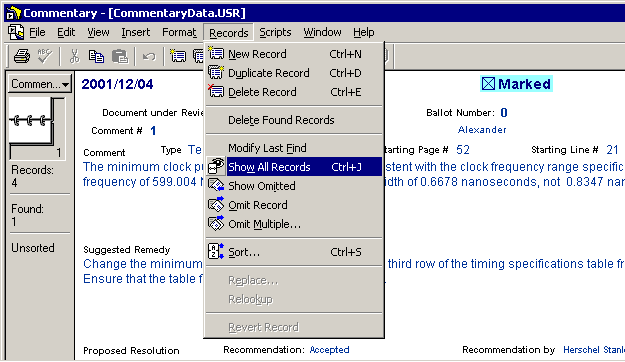 Commentary - [CommentaryData.USR]
File Edit View Insert Format Records Scripts Window Help
Commen...
1
Records:
4
Found:
1
Unsorted
New Record Ctrl+N
Duplicate Record Ctrl+D
Delete Record Ctrl+E
Delete Found Records
Modify Last Find
Show All Records Ctrl+J
Show Omitted
Omit Record
Omit Multiple...
Sort... Ctrl+S
Replace...
Relookup
Revert Record
2001/12/04 Marked
Document under Revie Ballot Number: 0
Comment # 1 Alexander
Comment Type Te tarting Page # 52 Starting Line # 21
The minimum clock pu stent with the clock frequency range specific
frequency of 599.004 M idth of 0.6678 nanoseconds, not 0.8347 nan
Suggested Remedy
Change the minimum third row of the timing specifications table f
Ensure that the table f .
Proposed Resolution Recommendation: Accepted Recommendation by Herschel Stanl